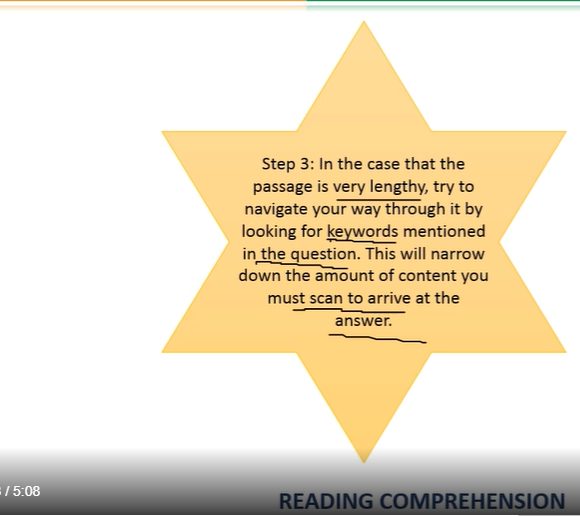 Step 3: In the case that the
passage is very lengthy, try to
navigate your way through it by
looking for keywords mentioned
in the question. This will narrow
down the amount of content you
must scan to arrive at the
answer.
/ 5:08
READING COMPREHENSION